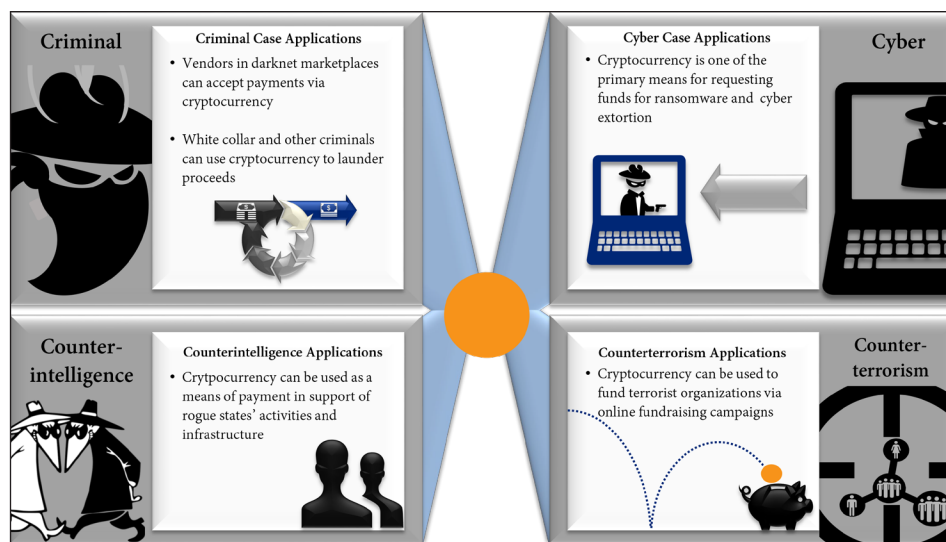 Criminal
Criminal Case Applications
• Vendors in darknet marketplaces
can accept payments via
cryptocurrency
• White collar and other criminals
can use cryptocurrency to launder
proceeds
Cyber Case Applications
• Cryptocurrency is one of the
primary means for requesting
funds for ransomware and cyber
extortion
Cyber
Counter-
intelligence
Counterintelligence Applications
• Crytpocurrency can be used as a
means of payment in support of
rogue states’ activities and
infrastructure
Counterterrorism Applications
• Cryptocurrency can be used to
fund terrorist organizations via
online fundraising campaigns
Counter-
terrorism